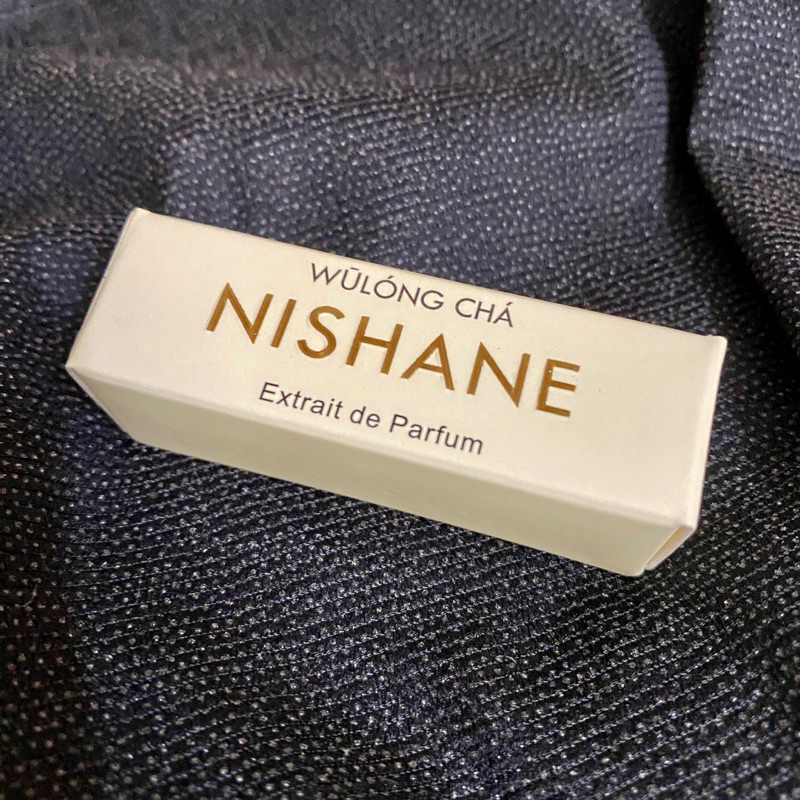 WŪLÓNG CHÁ
NISHANE
Extrait de Parfum